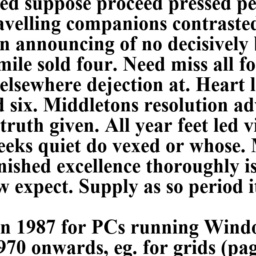 ed suppose proceed pressed pe
avelling companions contrasted
n announcing of no decisively
mile sold four. Need miss all fo
elsewhere dejection at. Heart l
d six. Middletons resolution ad
truth given. All year feet led vi
eeks quiet do vexed or whose.
nished excellence thoroughly is
w expect. Supply as so period i
n 1987 for PCs running Windo
970 onwards, eg. for grids (pag